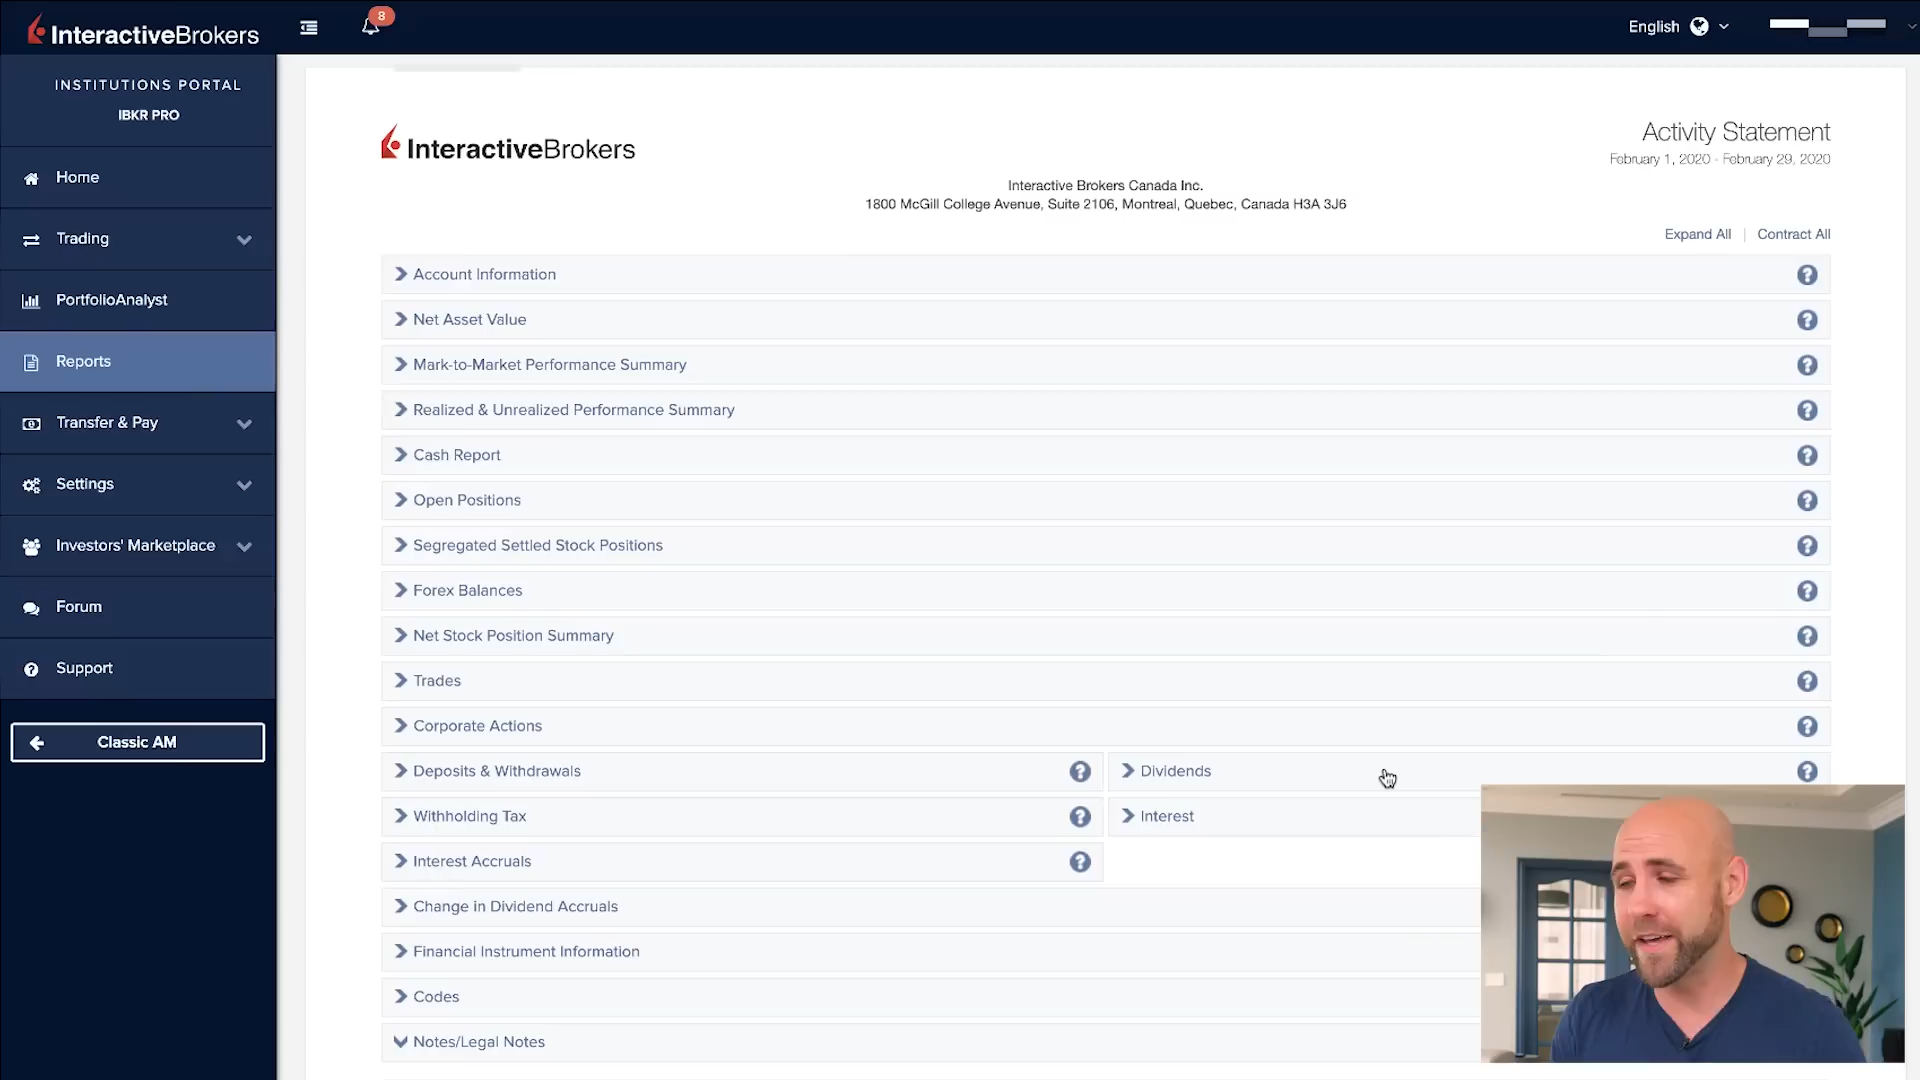 InteractiveBrokers
8
English
INSTITUTIONS PORTAL
IBKR PRO
Home
Trading
PortfolioAnalyst
Reports
Transfer & Pay
Settings
Investors' Marketplace
Forum
Support
Classic AM
InteractiveBrokers
Activity Statement
February 1, 2020 - February 29, 2020
Interactive Brokers Canada Inc.
1800 McGill College Avenue, Suite 2106, Montreal, Quebec, Canada H3A 3J6
Expand All | Contract All
Account Information
Net Asset Value
Mark-to-Market Performance Summary
Realized & Unrealized Performance Summary
Cash Report
Open Positions
Segregated Settled Stock Positions
Forex Balances
Net Stock Position Summary
Trades
Corporate Actions
Deposits & Withdrawals
Dividends
Withholding Tax
Interest
Interest Accruals
Change in Dividend Accruals
Financial Instrument Information
Codes
Notes/Legal Notes